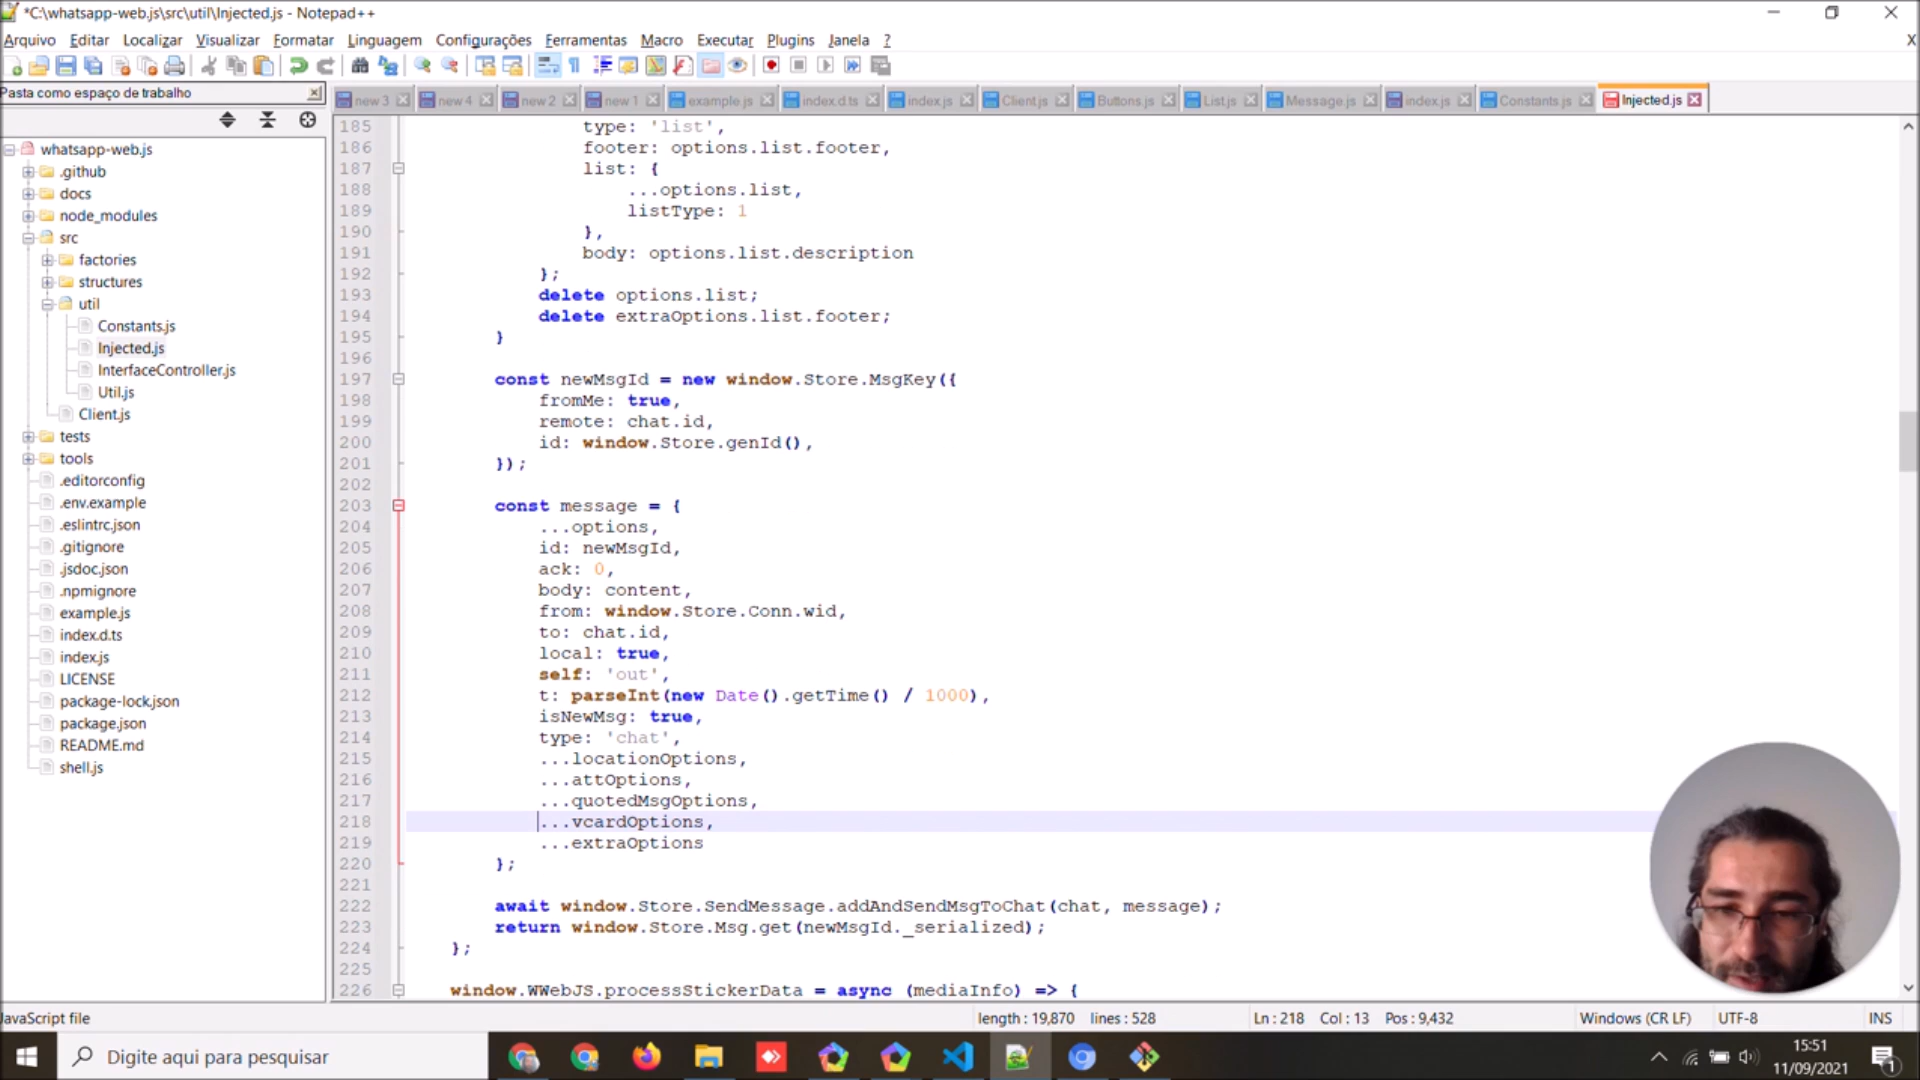 *C:\whatsapp-web.js\src\util\Injected.js - Notepad++
Arquivo Editar Localizar Visualizar Formatar Linguagem Configurações Ferramentas Macro Executar Plugins Janela ? X
Pasta como espaço de trabalho
new 3 new 4 new 2 new 1 example.js index.d.ts index.js Client.js Buttons.js List.js Message.js index.js Constants.js Injected.js
whatsapp-web.js
.github
docs
node_modules
src
factories
structures
util
Constants.js
Injected.js
InterfaceController.js
Util.js
Client.js
tests
tools
.editorconfig
.env.example
.eslintrc.json
.gitignore
.jsdoc.json
.npmignore
example.js
index.d.ts
index.js
LICENSE
package-lock.json
package.json
README.md
shell.js
185 type: 'list',
186 footer: options.list.footer,
187 list: {
188 ...options.list,
189 listType: 1
190 },
191 body: options.list.description
192 };
193 delete options.list;
194 delete extraOptions.list.footer;
195 }
196
197 const newMsgId = new window.Store.MsgKey({
198 fromMe: true,
199 remote: chat.id,
200 id: window.Store.genId(),
201 });
202
203 const message = {
204 ...options,
205 id: newMsgId,
206 ack: 0,
207 body: content,
208 from: window.Store.Conn.wid,
209 to: chat.id,
210 local: true,
211 self: 'out',
212 t: parseInt(new Date().getTime() / 1000),
213 isNewMsg: true,
214 type: 'chat',
215 ...locationOptions,
216 ...attOptions,
217 ...quotedMsgOptions,
218 ...vcardOptions,
219 ...extraOptions
220 };
221
222 await window.Store.SendMessage.addAndSendMsgToChat(chat, message);
223 return window.Store.Msg.get(newMsgId._serialized);
224 };
225
226 window.WWebJS.processStickerData = async (mediaInfo) => {
JavaScript file length : 19,870 lines : 528 Ln : 218 Col : 13 Pos : 9,432 Windows (CR LF) UTF-8 INS
Digite aqui para pesquisar
15:51
11/09/2021
1